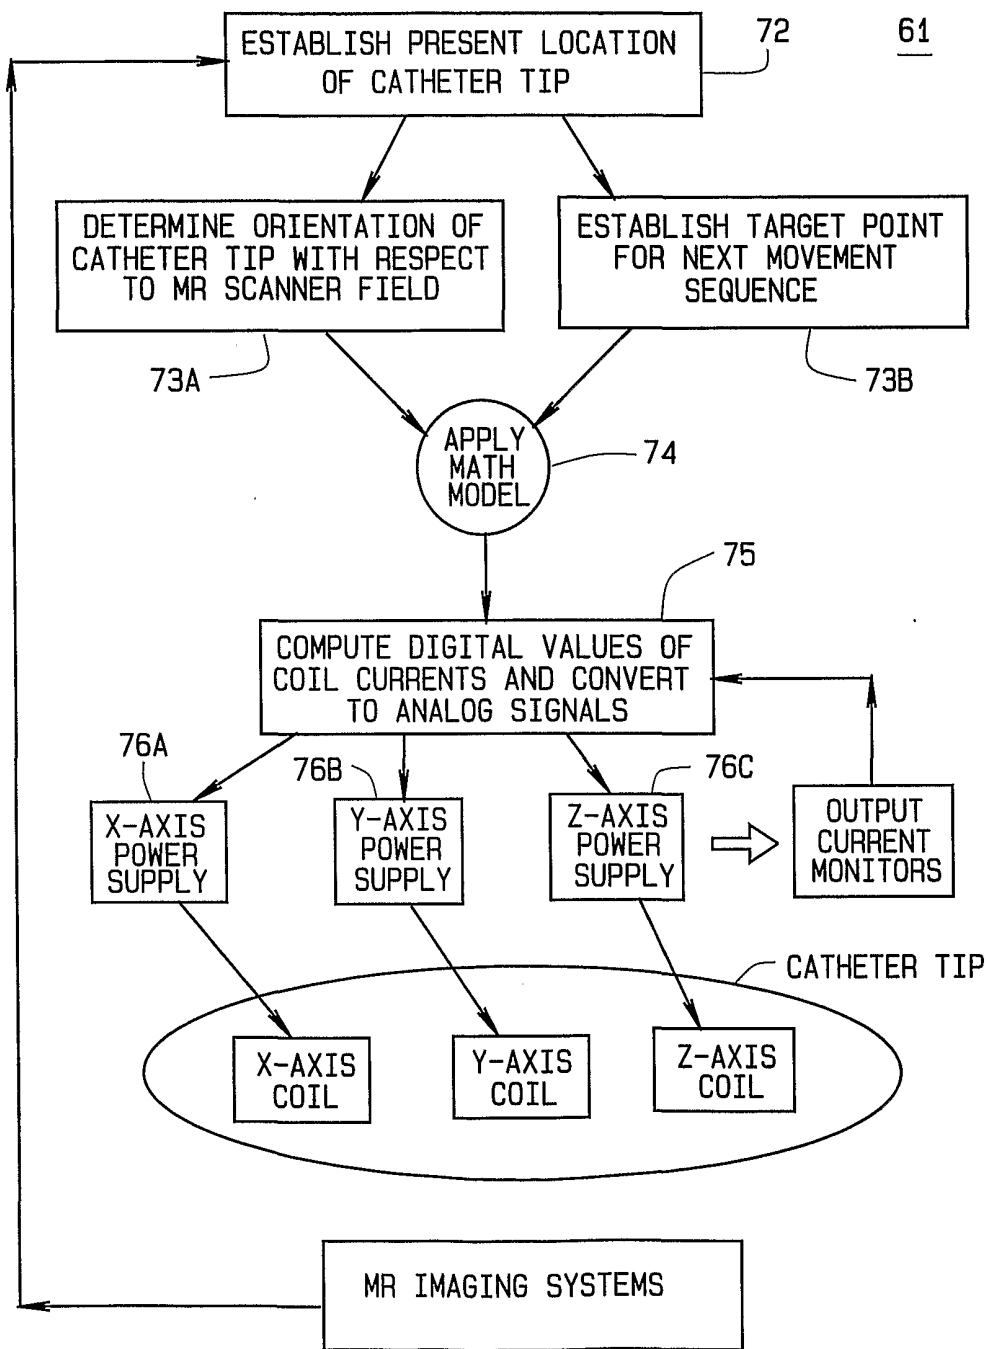 ESTABLISH PRESENT LOCATION
OF CATHETER TIP
72
61
DETERMINE ORIENTATION OF
CATHETER TIP WITH RESPECT
TO MR SCANNER FIELD
ESTABLISH TARGET POINT
FOR NEXT MOVEMENT
SEQUENCE
73A
73B
APPLY
MATH
MODEL
74
75
COMPUTE DIGITAL VALUES OF
COIL CURRENTS AND CONVERT
TO ANALOG SIGNALS
76A
76B
76C
X-AXIS
POWER
SUPPLY
Y-AXIS
POWER
SUPPLY
Z-AXIS
POWER
SUPPLY
OUTPUT
CURRENT
MONITORS
CATHETER TIP
X-AXIS
COIL
Y-AXIS
COIL
Z-AXIS
COIL
MR IMAGING SYSTEMS